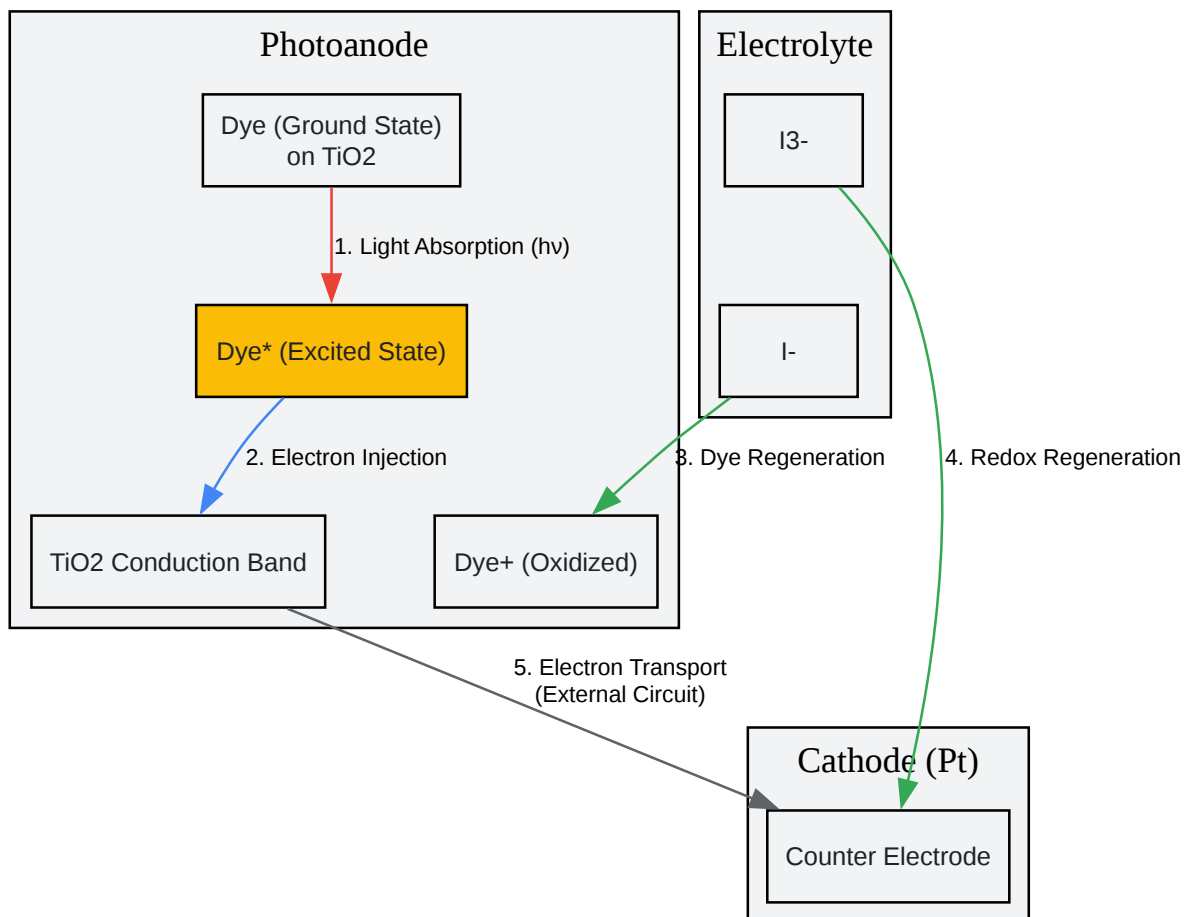 Photoanode
Electrolyte
Dye (Ground State)
on TiO2
I3-
1. Light Absorption (hν)
Dye* (Excited State)
I-
2. Electron Injection
3. Dye Regeneration
4. Redox Regeneration
TiO2 Conduction Band
Dye+ (Oxidized)
5. Electron Transport
(External Circuit)
Cathode (Pt)
Counter Electrode